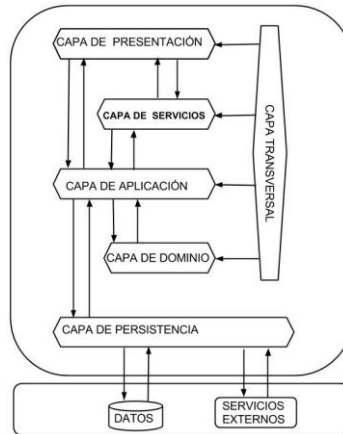 CAPA DE PRESENTACIÓN
CAPA DE SERVICIOS
CAPA TRANSVERSAL
CAPA DE APLICACIÓN
CAPA DE DOMINIO
CAPA DE PERSISTENCIA
DATOS
SERVICIOS
EXTERNOS